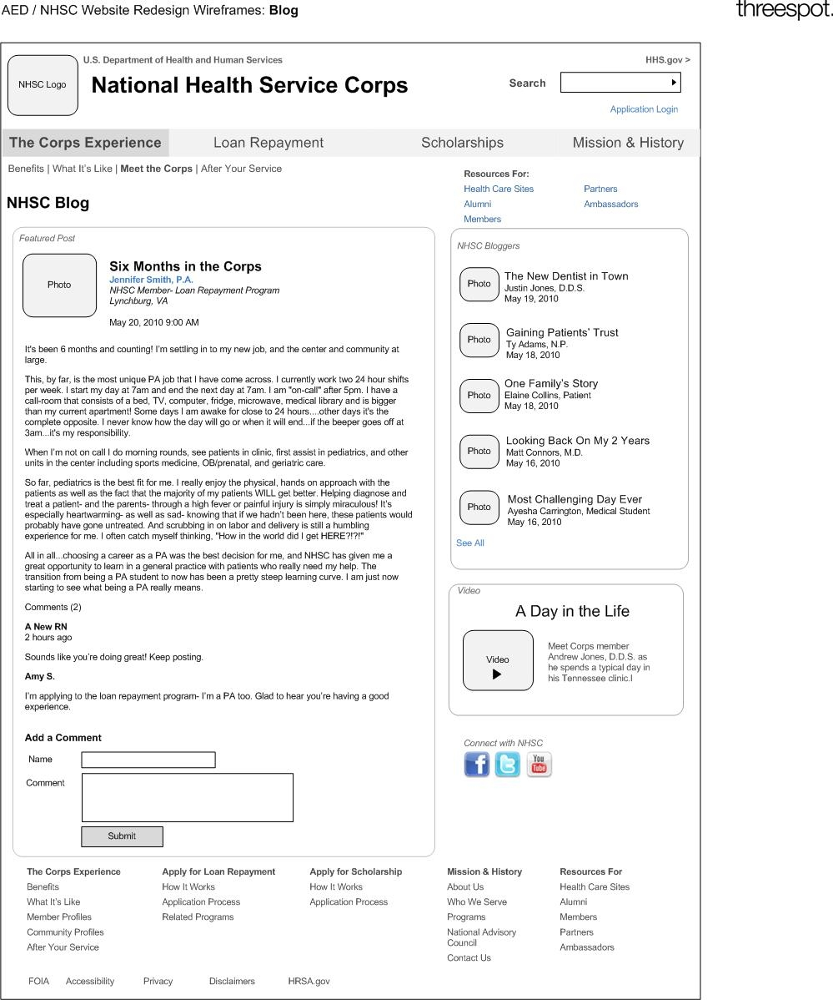 AED / NHSC Website Redesign Wireframes: Blog
threespot.
NHSC Logo
U.S. Department of Health and Human Services
HHS.gov >
National Health Service Corps
Search
Application Login
The Corps Experience
Loan Repayment
Scholarships
Mission & History
Benefits | What It's Like | Meet the Corps | After Your Service
NHSC Blog
Resources For:
Health Care Sites
Partners
Alumni
Ambassadors
Members
Featured Post
Photo
Six Months in the Corps
Jennifer Smith, P.A.
NHSC Member- Loan Repayment Program
Lynchburg, VA
May 20, 2010 9:00 AM
It's been 6 months and counting! I'm settling in to my new job, and the center and community at
large.
This, by far, is the most unique PA job that I have come across. I currently work two 24 hour shifts
per week. I start my day at 7am and end the next day at 7am. I am "on-call" after 5pm. I have a
call-room that consists of a bed, TV, computer, fridge, microwave, medical library and is bigger
than my current apartment! Some days I am awake for close to 24 hours....other days it's the
complete opposite. I never know how the day will go or when it will end...if the beeper goes off at
3am...it's my responsibility.
When I'm not on call I do morning rounds, see patients in clinic, first assist in pediatrics, and other
units in the center including sports medicine, OB/prenatal, and geriatric care.
So far, pediatrics is the best fit for me. I really enjoy the physical, hands on approach with the
patients as well as the fact that the majority of my patients WILL get better. Helping diagnose and
treat a patient- and the parents- through a high fever or painful injury is simply miraculous! It's
especially heartwarming- as well as sad- knowing that if we hadn't been here, these patients would
probably have gone untreated. And scrubbing in on labor and delivery is still a humbling
experience for me. I often catch myself thinking, "How in the world did I get HERE?!?!"
All in all...choosing a career as a PA was the best decision for me, and NHSC has given me a
great opportunity to learn in a general practice with patients who really need my help. The
transition from being a PA student to now has been a pretty steep learning curve. I am just now
starting to see what being a PA really means.
Comments (2)
A New RN
2 hours ago
Sounds like you're doing great! Keep posting.
Amy S.
I'm applying to the loan repayment program- I'm a PA too. Glad to hear you're having a good
experience.
Add a Comment
Name
Comment
Submit
NHSC Bloggers
Photo
The New Dentist in Town
Justin Jones, D.D.S.
May 19, 2010
Photo
Gaining Patients' Trust
Ty Adams, N.P.
May 18, 2010
Photo
One Family's Story
Elaine Collins, Patient
May 18, 2010
Photo
Looking Back On My 2 Years
Matt Connors, M.D.
May 16, 2010
Photo
Most Challenging Day Ever
Ayesha Carrington, Medical Student
May 16, 2010
See All
Video
A Day in the Life
Video
Meet Corps member
Andrew Jones, D.D.S. as
he spends a typical day in
his Tennessee clinic.l
Connect with NHSC
f
t
You
Tube
The Corps Experience
Benefits
What It's Like
Member Profiles
Community Profiles
After Your Service
Apply for Loan Repayment
How It Works
Application Process
Related Programs
Apply for Scholarship
How It Works
Application Process
Mission & History
About Us
Who We Serve
Programs
National Advisory
Council
Contact Us
Resources For
Health Care Sites
Alumni
Members
Partners
Ambassadors
FOIA
Accessibility
Privacy
Disclaimers
HRSA.gov